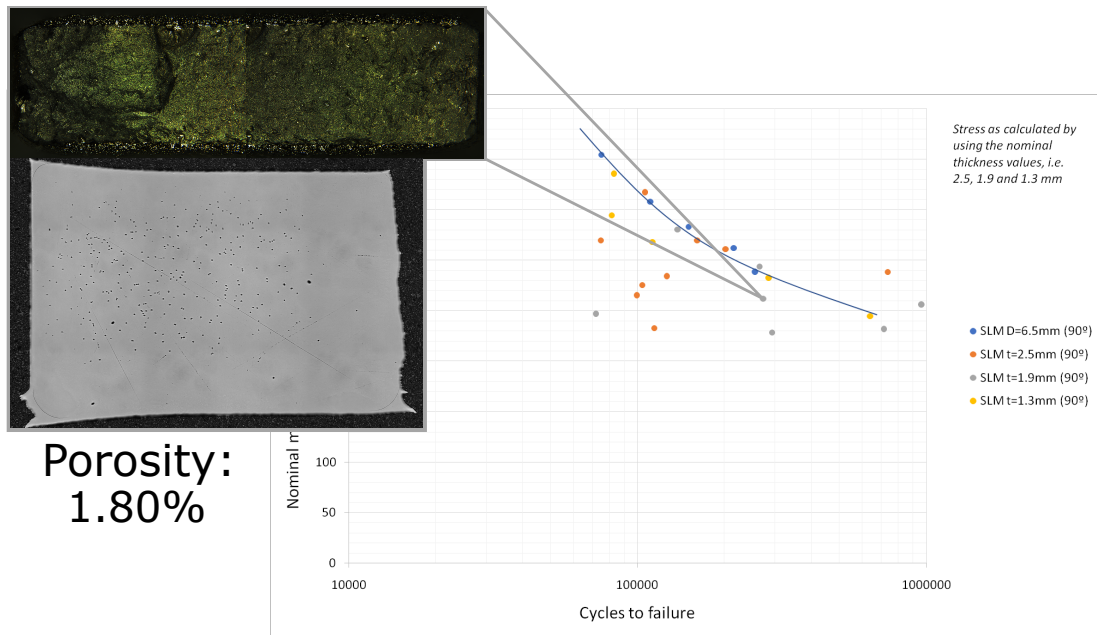 Stress as calculated by
using the nominal
thickness values, i.e.
2.5, 1.9 and 1.3 mm
SLM D=6.5mm (90º)
SLM t=2.5mm (90º)
SLM t=1.9mm (90º)
SLM t=1.3mm (90º)
Porosity:
1.80%
Nominal m
100
50
0
10000
100000
1000000
Cycles to failure